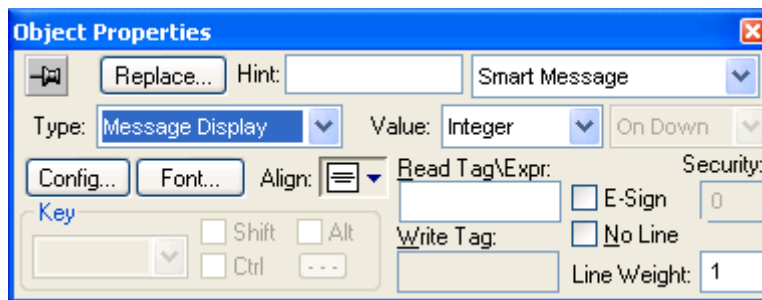 Object Properties
Replace... Hint: Smart Message
Type: Message Display Value: Integer On Down
Config... Font... Align: Read Tag\Expr: Security:
E-Sign 0
Key Shift Alt Write Tag: No Line
Ctrl ... Line Weight: 1